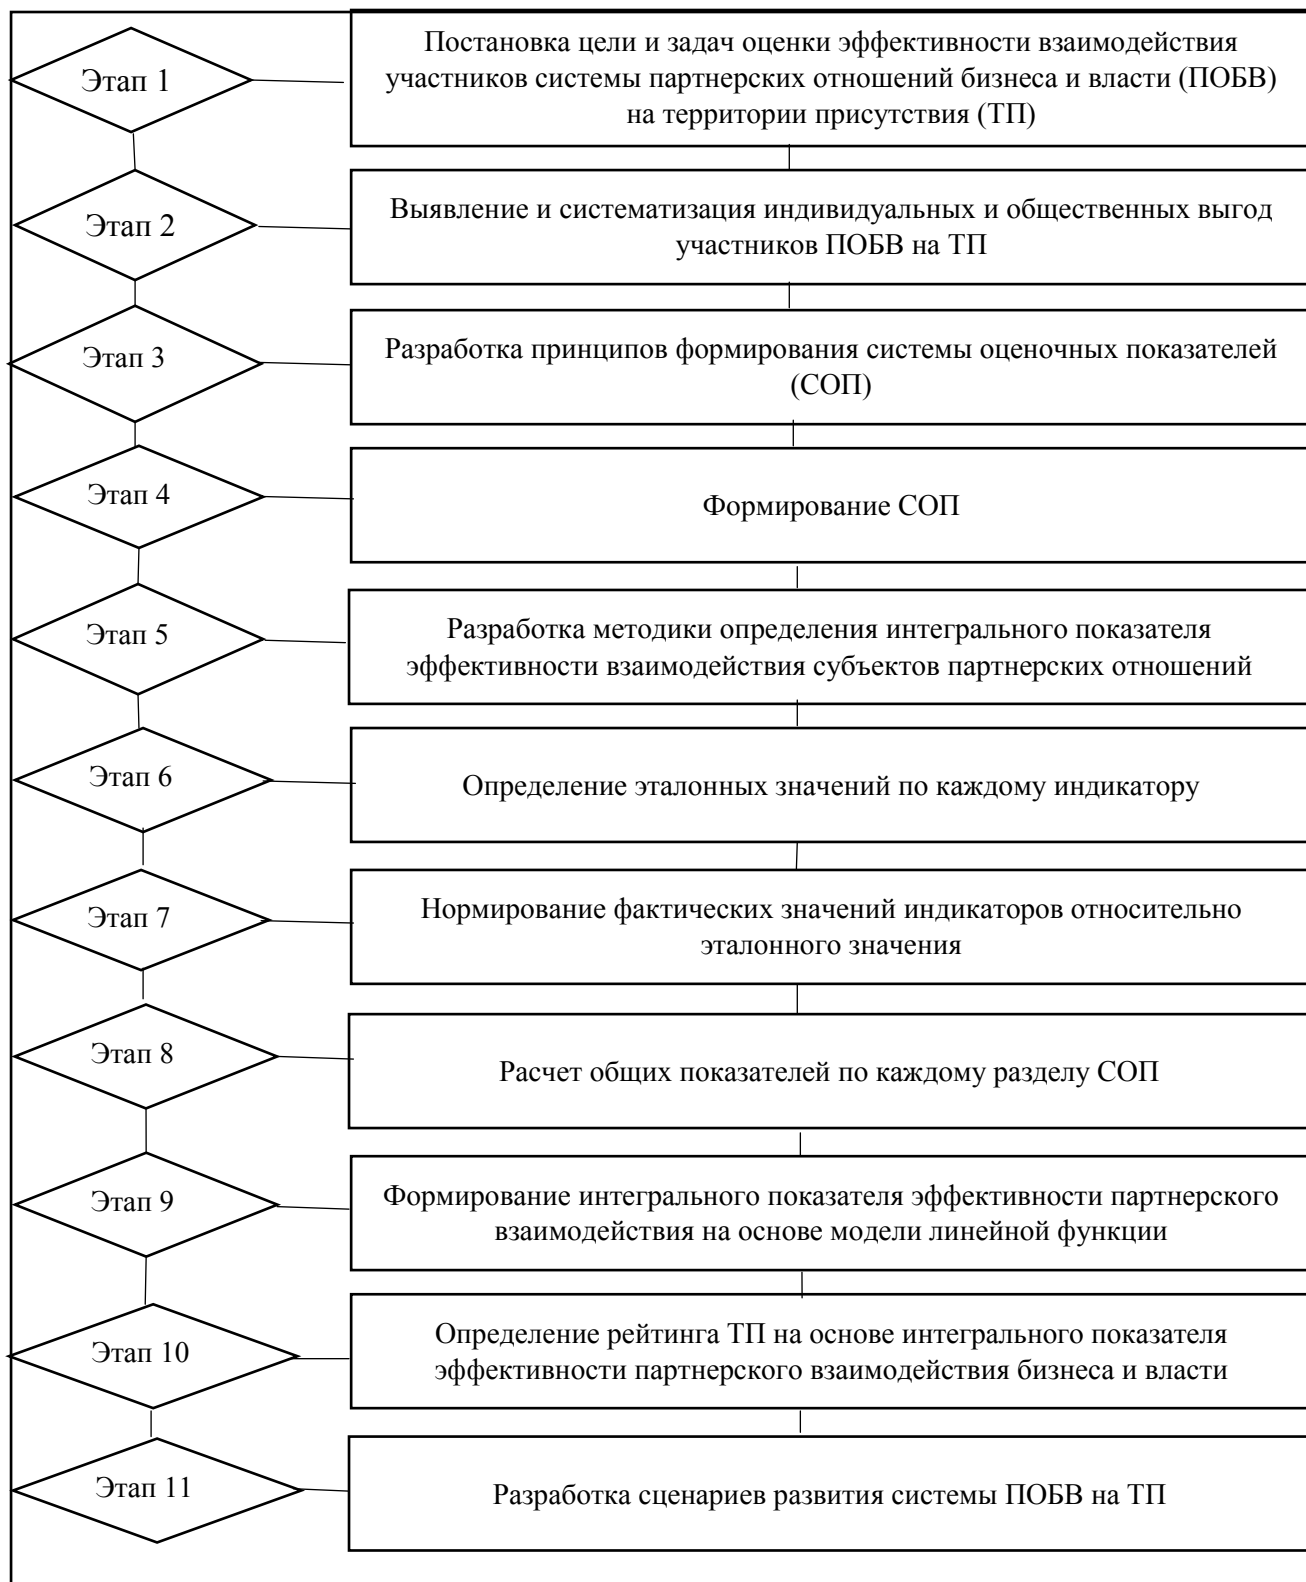 Этап 1
Постановка цели и задач оценки эффективности взаимодействия
участников системы партнерских отношений бизнеса и власти (ПОБВ)
на территории присутствия (ТП)
Этап 2
Выявление и систематизация индивидуальных и общественных выгод
участников ПОБВ на ТП
Этап 3
Разработка принципов формирования системы оценочных показателей
(СОП)
Этап 4
Формирование СОП
Этап 5
Разработка методики определения интегрального показателя
эффективности взаимодействия субъектов партнерских отношений
Этап 6
Определение эталонных значений по каждому индикатору
Этап 7
Нормирование фактических значений индикаторов относительно
эталонного значения
Этап 8
Расчет общих показателей по каждому разделу СОП
Этап 9
Формирование интегрального показателя эффективности партнерского
взаимодействия на основе модели линейной функции
Этап 10
Определение рейтинга ТП на основе интегрального показателя
эффективности партнерского взаимодействия бизнеса и власти
Этап 11
Разработка сценариев развития системы ПОБВ на ТП